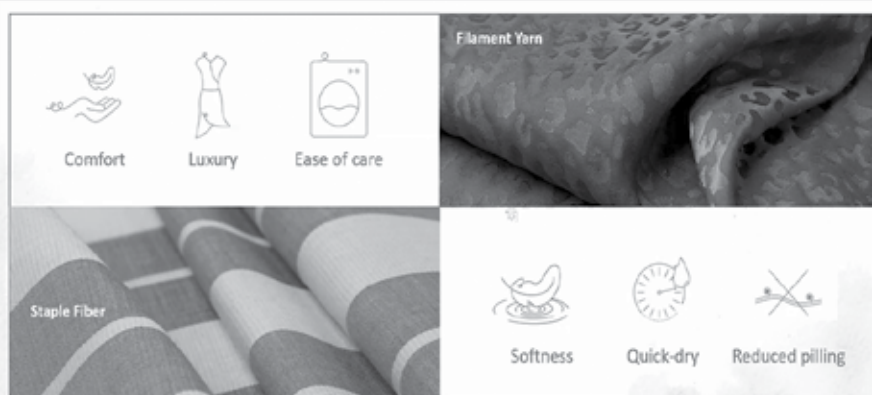 Filament Yarn
Comfort
Luxury
Ease of care
Staple Fiber
Softness
Quick-dry
Reduced pilling